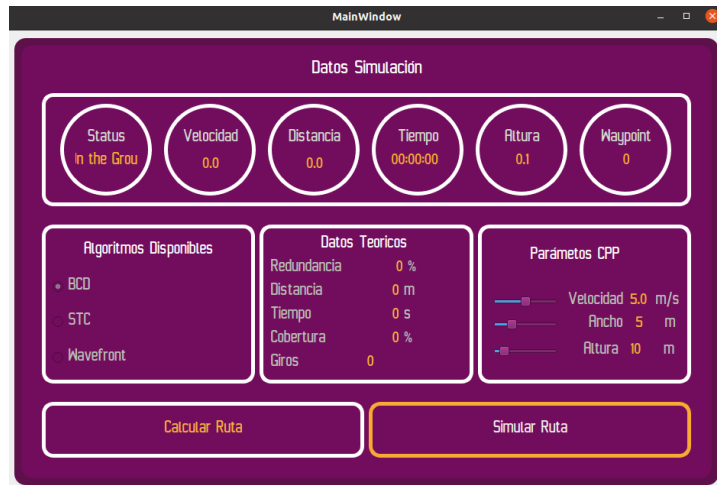 MainWindow
Datos Simulación
Status Velocidad Distancia Tiempo Altura Waypoint
In the Grou 0.0 0.0 00:00:00 0.1 0
Algoritmos Disponibles
BCD
STC
Wavefront
Datos Teoricos
Redundancia 0 %
Distancia 0 m
Tiempo 0 s
Cobertura 0 %
Giros 0
Parámetos CPP
Velocidad 5.0 m/s
Ancho 5 m
Altura 10 m
Calcular Ruta
Simular Ruta